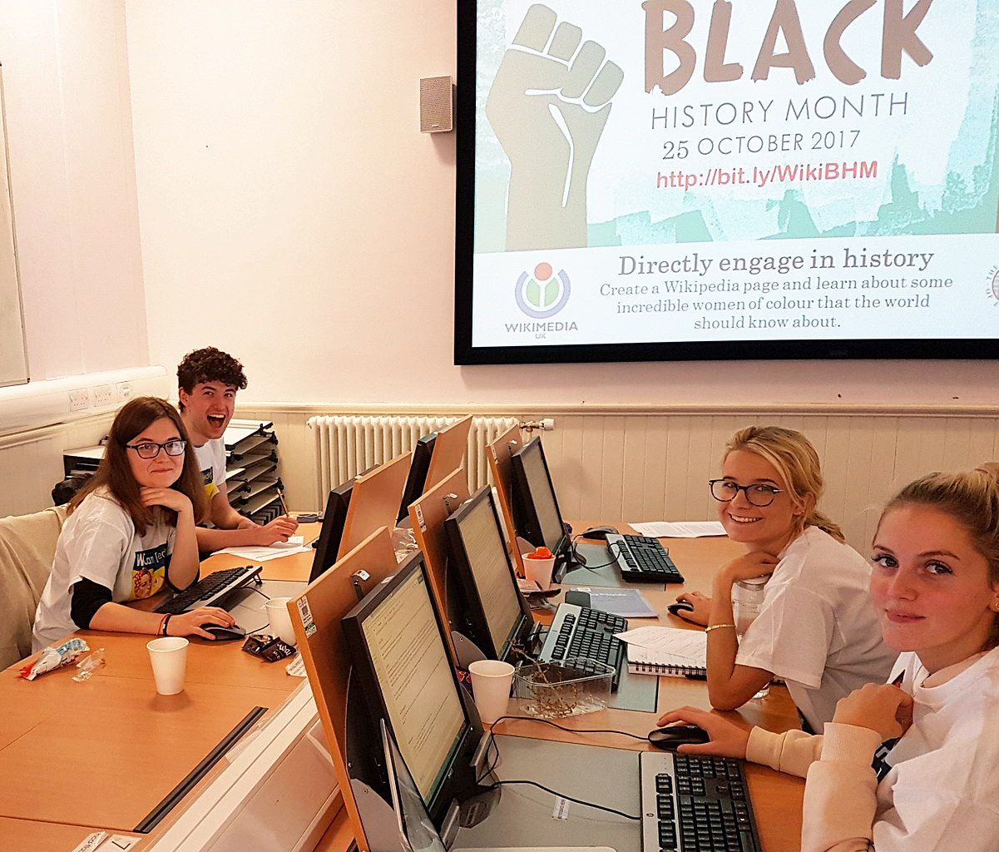 BLACK
HISTORY MONTH
25 OCTOBER 2017
http://bit.ly/WikiBHM
Directly engage in history
Create a Wikipedia page and learn about some
incredible women of colour that the world
should know about.
WIKIMEDIA
UK